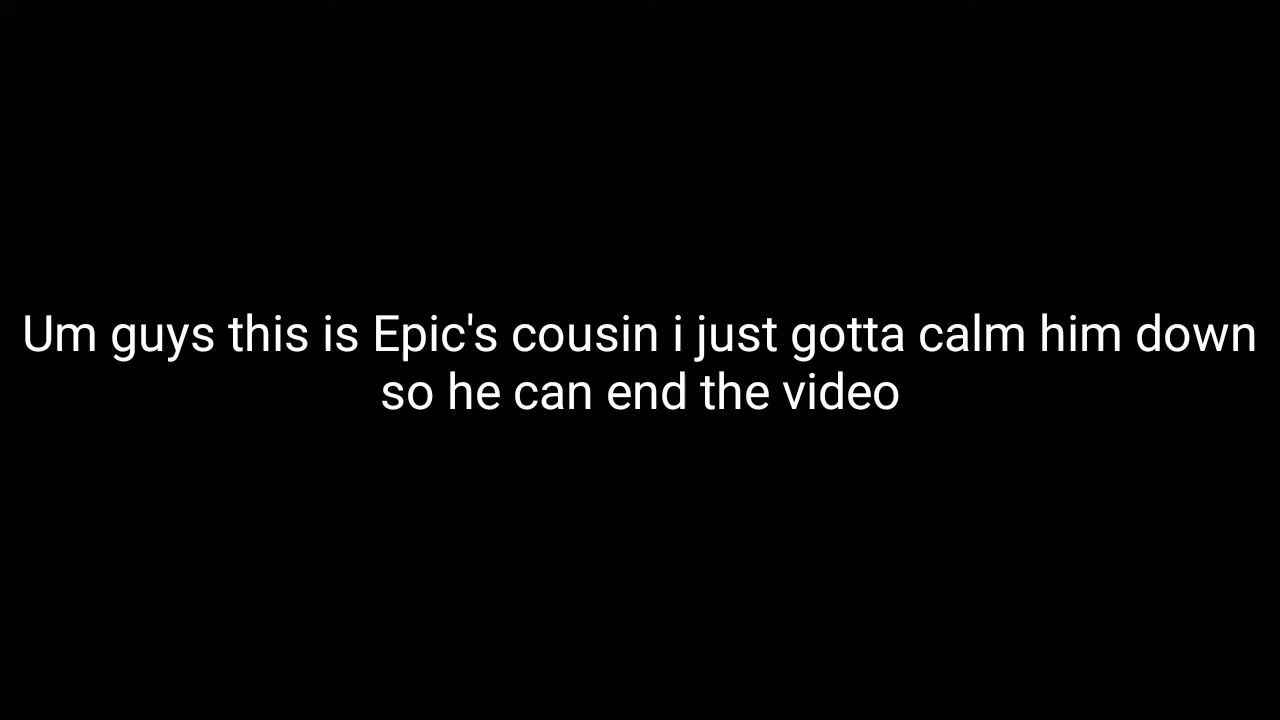 Um guys this is Epic's cousin i just gotta calm him down
so he can end the video